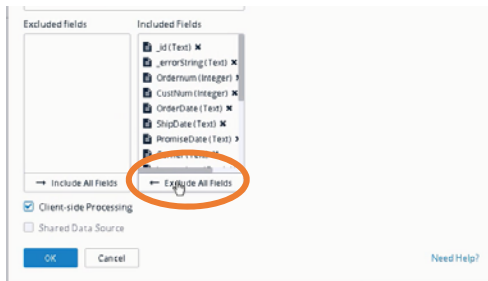 Excluded fields
Included Fields
_id (Text) ✖
_errorString (Text) ✖
Ordernum (Integer)
CustNum (Integer) ✖
OrderDate (Text) ✖
ShipDate (Text) ✖
PromiseDate (Text)
→ Include All Fields
← Exclude All Fields
Client-side Processing
Shared Data Source
OK
Cancel
Need Help?